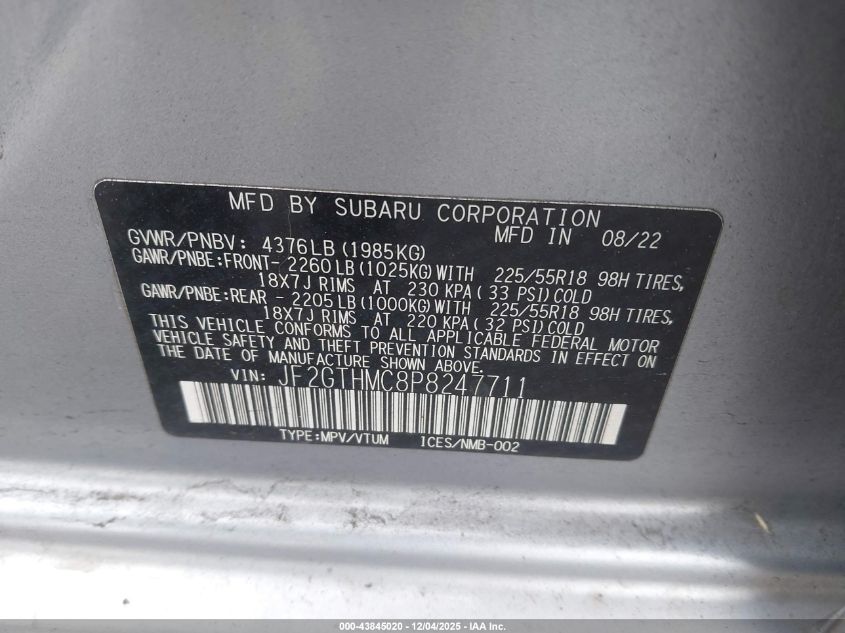 MFD BY SUBARU CORPORATION
GVWR/PNBV: 4376LB (1985KG) MFD IN 08/22
GAWR/PNBE:FRONT- 2260LB (1025KG) WITH 225/55R18 98H TIRES,
18X7J RIMS AT 230 KPA ( 33 PSI) COLD
GAWR/PNBE:REAR - 2205LB (1000KG) WITH 225/55R18 98H TIRES,
18X7J RIMS AT 220 KPA ( 32 PSI) COLD
THIS VEHICLE CONFORMS TO ALL APPLICABLE FEDERAL MOTOR
VEHICLE SAFETY AND THEFT PREVENTION STANDARDS IN EFFECT ON
THE DATE OF MANUFACTURE SHOWN ABOVE.
VIN: JF2GTHMC8P8247711
TYPE:MPV/VTUM ICES/NMB-002
000-43845020 - 12/04/2025 - IAA Inc.